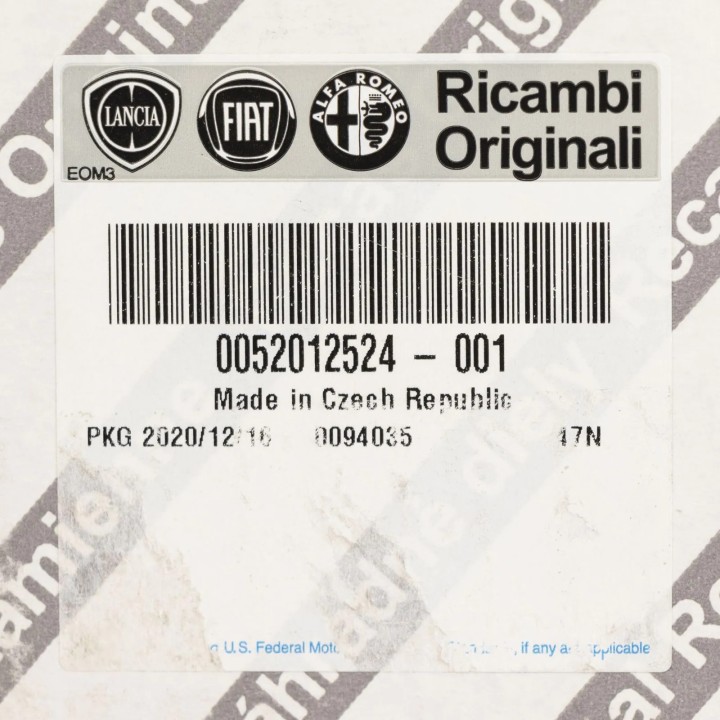 LANCIA FIAT ALFA ROMEO Ricambi
Originali
EOM3
0052012524 - 001
Made in Czech Republic
PKG 2020/12/16 0094035 47N
U.S. Federal if any applicable